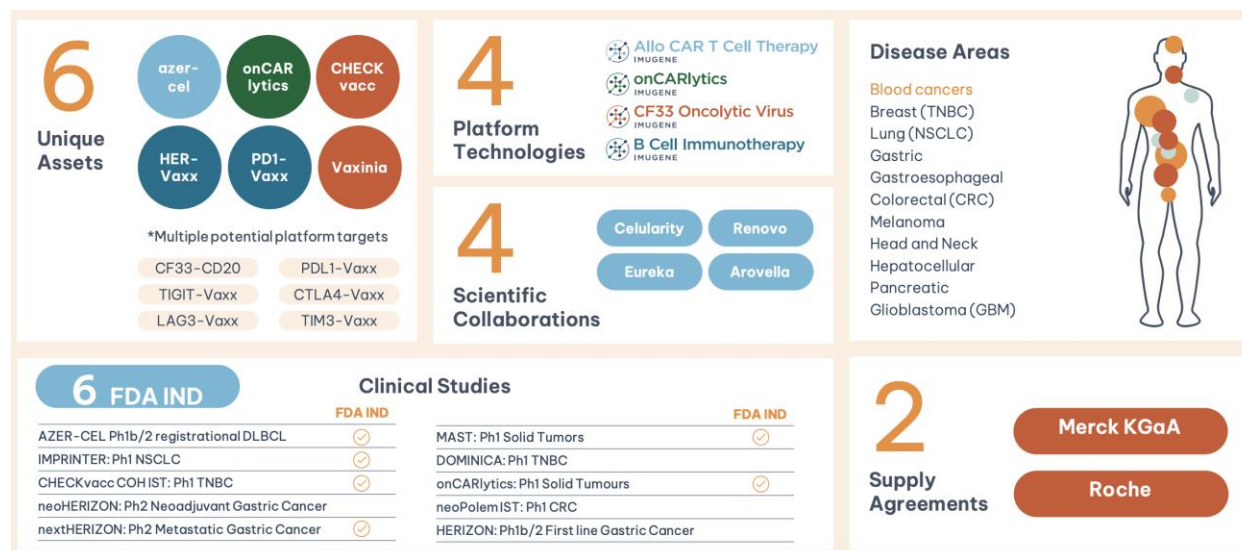 6
Unique
Assets
azer-
cel
onCAR
lytics
CHECK
vacc
HER-
Vaxx
PD1-
Vaxx
Vaxinia
*Multiple potential platform targets
CF33-CD20
PDL1-Vaxx
TIGIT-Vaxx
CTLA4-Vaxx
LAG3-Vaxx
TIM3-Vaxx
4
Platform
Technologies
Allo CAR T Cell Therapy
IMUGENE
onCARlytics
IMUGENE
CF33 Oncolytic Virus
IMUGENE
B Cell Immunotherapy
IMUGENE
4
Scientific
Collaborations
Celularity
Renovo
Eureka
Arovella
Disease Areas
Blood cancers
Breast (TNBC)
Lung (NSCLC)
Gastric
Gastroesophageal
Colorectal (CRC)
Melanoma
Head and Neck
Hepatocellular
Pancreatic
Glioblastoma (GBM)
6 FDA IND
Clinical Studies
FDA IND
AZER-CEL Ph1b/2 registrational DLBCL
IMPRINTER: Ph1 NSCLC
CHECKvacc COH IST: Ph1 TNBC
neoHERIZON: Ph2 Neoadjuvant Gastric Cancer
nextHERIZON: Ph2 Metastatic Gastric Cancer
FDA IND
MAST: Ph1 Solid Tumors
DOMINICA: Ph1 TNBC
onCARlytics: Ph1 Solid Tumours
neoPolem IST: Ph1 CRC
HERIZON: Ph1b/2 First line Gastric Cancer
2
Supply
Agreements
Merck KGaA
Roche